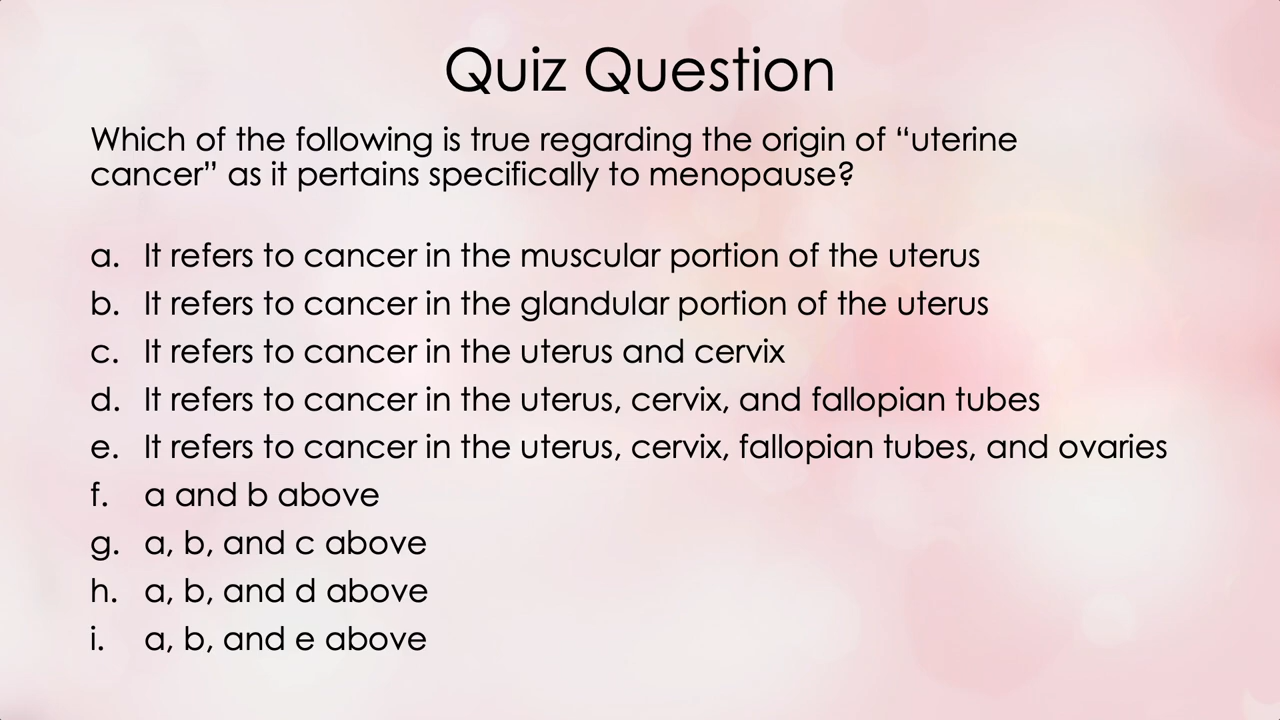 Quiz Question
Which of the following is true regarding the origin of “uterine
cancer” as it pertains specifically to menopause?
a. It refers to cancer in the muscular portion of the uterus
b. It refers to cancer in the glandular portion of the uterus
c. It refers to cancer in the uterus and cervix
d. It refers to cancer in the uterus, cervix, and fallopian tubes
e. It refers to cancer in the uterus, cervix, fallopian tubes, and ovaries
f. a and b above
g. a, b, and c above
h. a, b, and d above
i. a, b, and e above